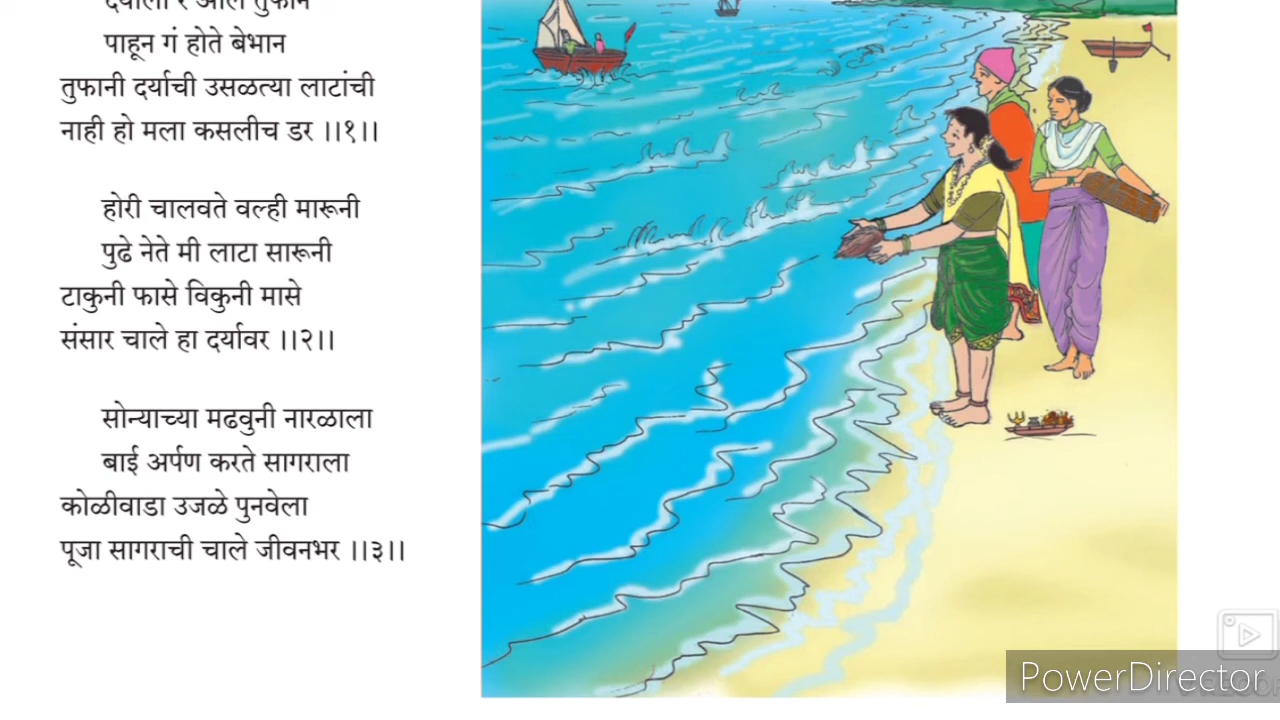 पाहून गं होते बेभान
तुफानी दर्याची उसळत्या लाटांची
नाही हो मला कसलीच डर ।।१।।
होरी चालवते वल्ही मारूनी
पुढे नेते मी लाटा सारूनी
टाकुनी फासे विकुनी मासे
संसार चाले हा दर्यावर ।।२।।
सोन्याच्या मढवुनी नारळाला
बाई अर्पण करते सागराला
कोळीवाडा उजळे पुनवेला
पूजा सागराची चाले जीवनभर ।।३।।
PowerDirector